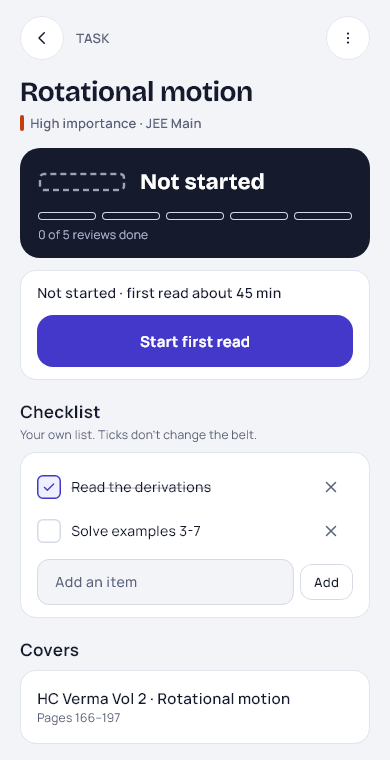 TASK
Rotational motion
High importance · JEE Main
Not started
0 of 5 reviews done
Not started · first read about 45 min
Start first read
Checklist
Your own list. Ticks don't change the belt.
Read the derivations
Solve examples 3-7
Add an item
Add
Covers
HC Verma Vol 2 · Rotational motion
Pages 166–197